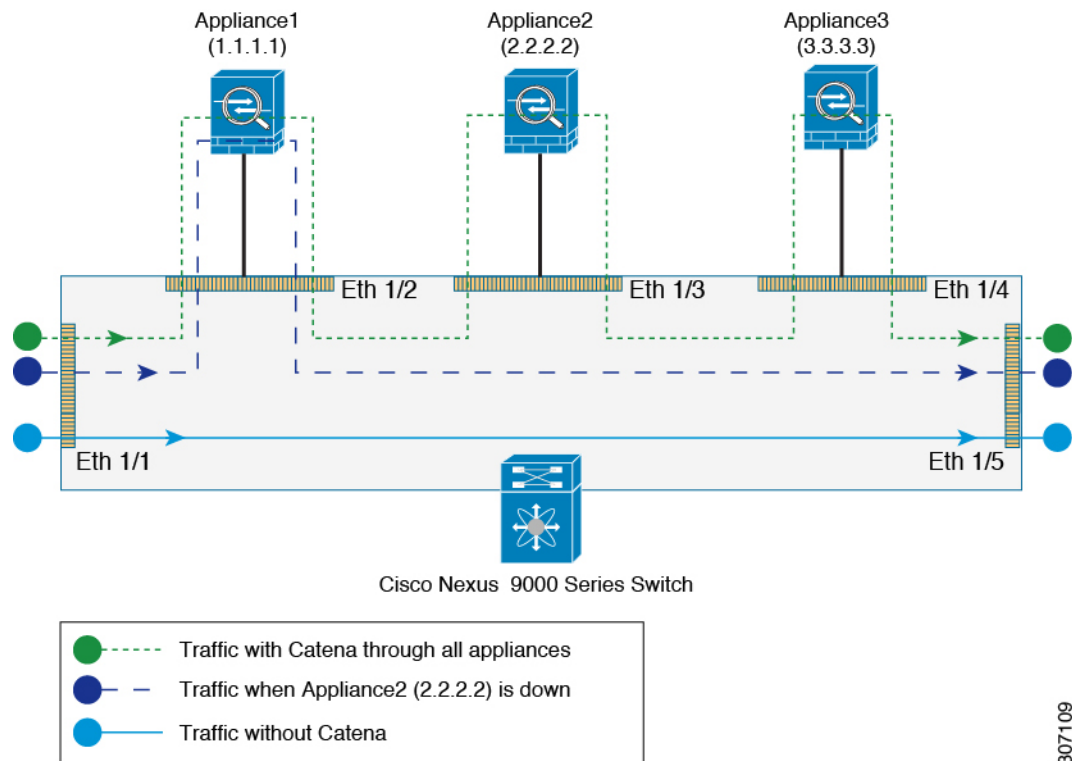 Appliance1
(1.1.1.1)
Appliance2
(2.2.2.2)
Appliance3
(3.3.3.3)
Eth 1/2
Eth 1/3
Eth 1/4
Eth 1/1
Eth 1/5
Cisco Nexus 9000 Series Switch
Traffic with Catena through all appliances
Traffic when Appliance2 (2.2.2.2) is down
Traffic without Catena
307109